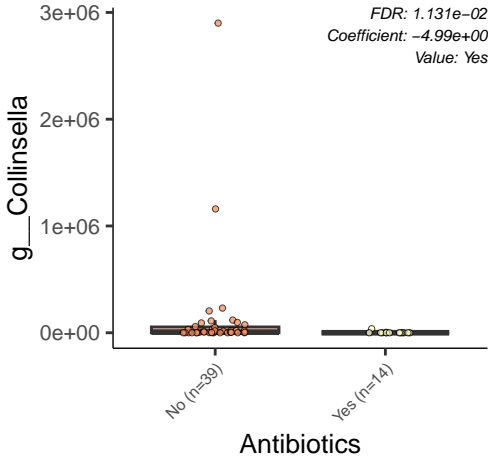 FDR: 1.131e−02
Coefficient: −4.99e+00
Value: Yes
g__Collinsella
3e+06
2e+06
1e+06
0e+00
No (n=39)
Yes (n=14)
Antibiotics